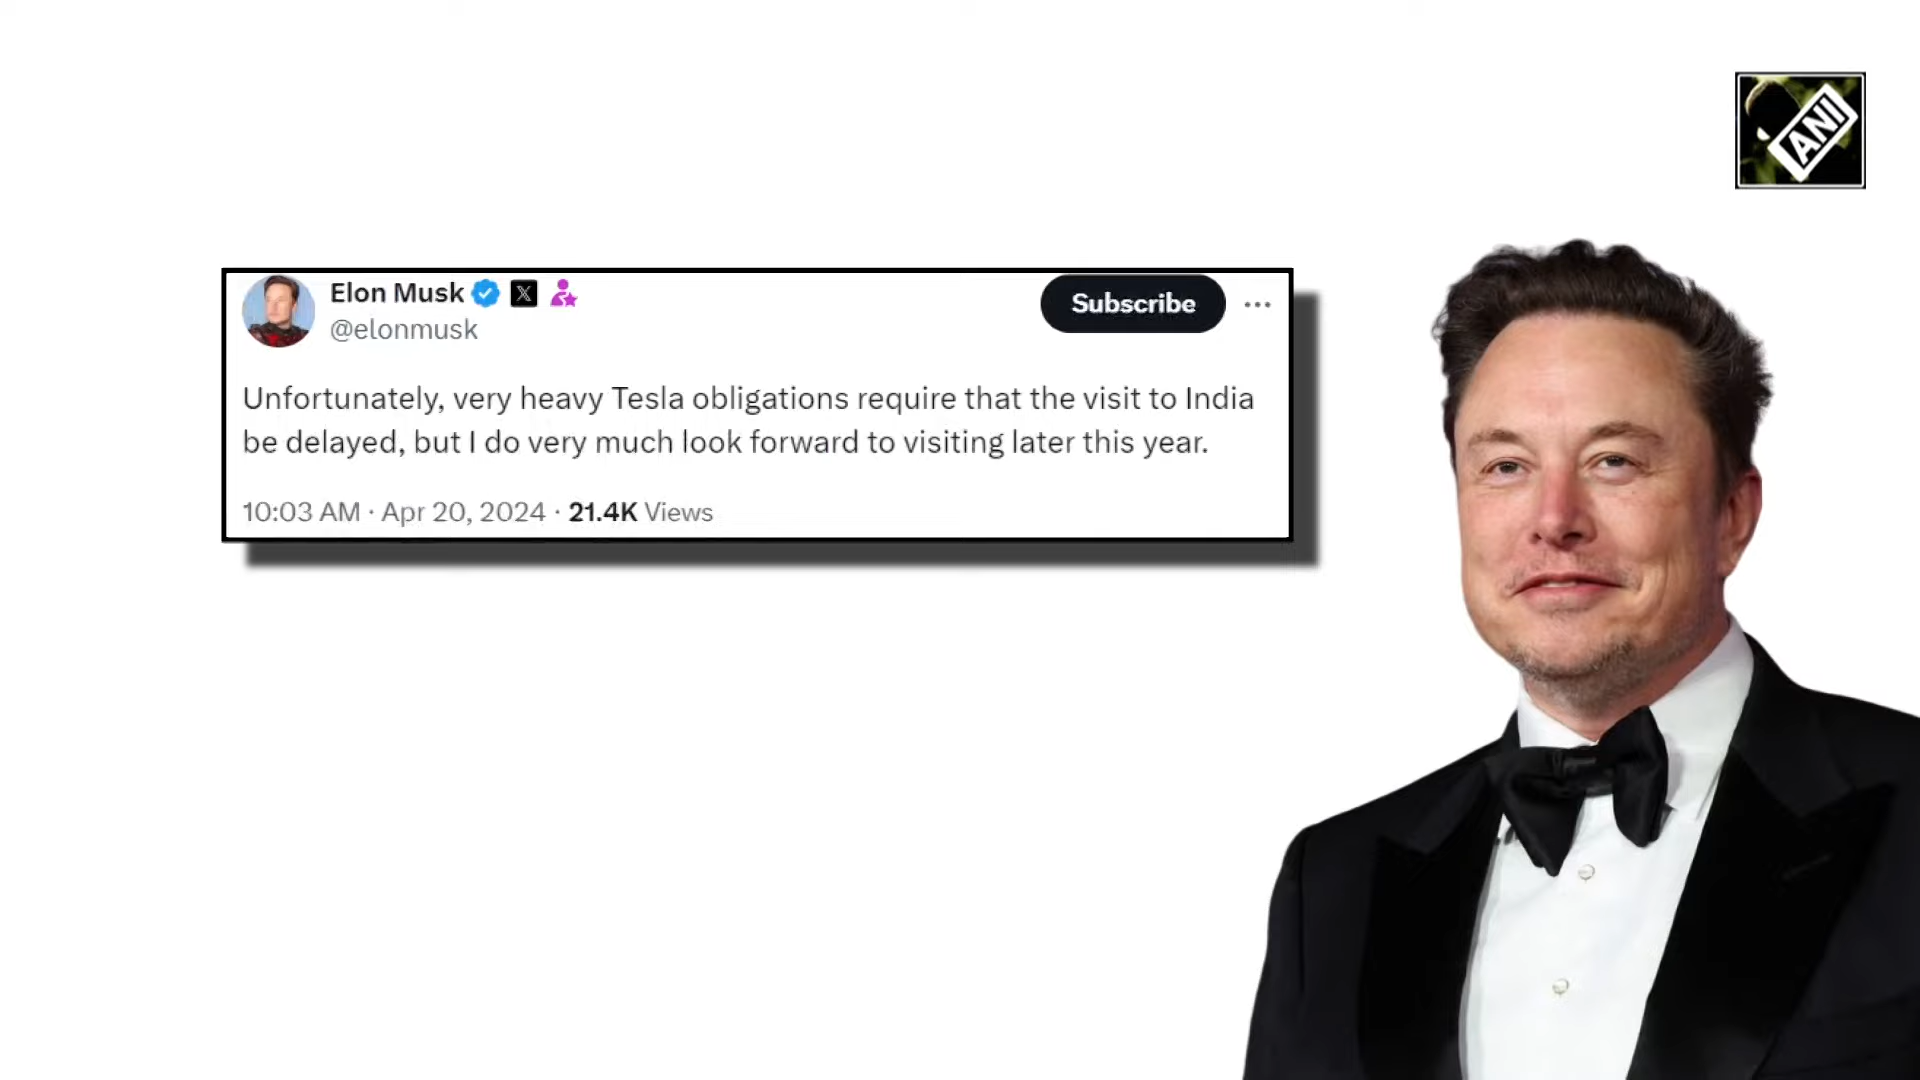 ANI
Elon Musk
Subscribe
@elonmusk
Unfortunately, very heavy Tesla obligations require that the visit to India
be delayed, but I do very much look forward to visiting later this year.
10:03 AM · Apr 20, 2024 · 21.4K Views